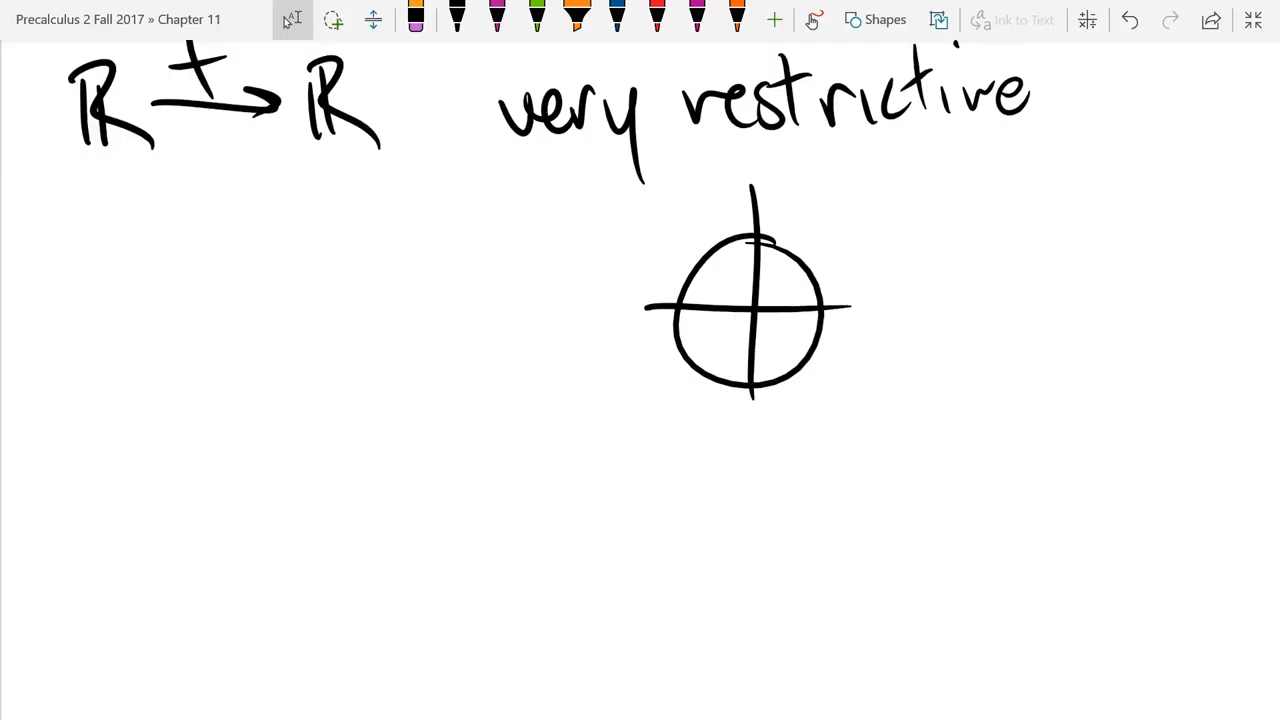 Precalculus 2 Fall 2017 » Chapter 11
Shapes
Ink to Text
ℝ → ℝ very restrictive